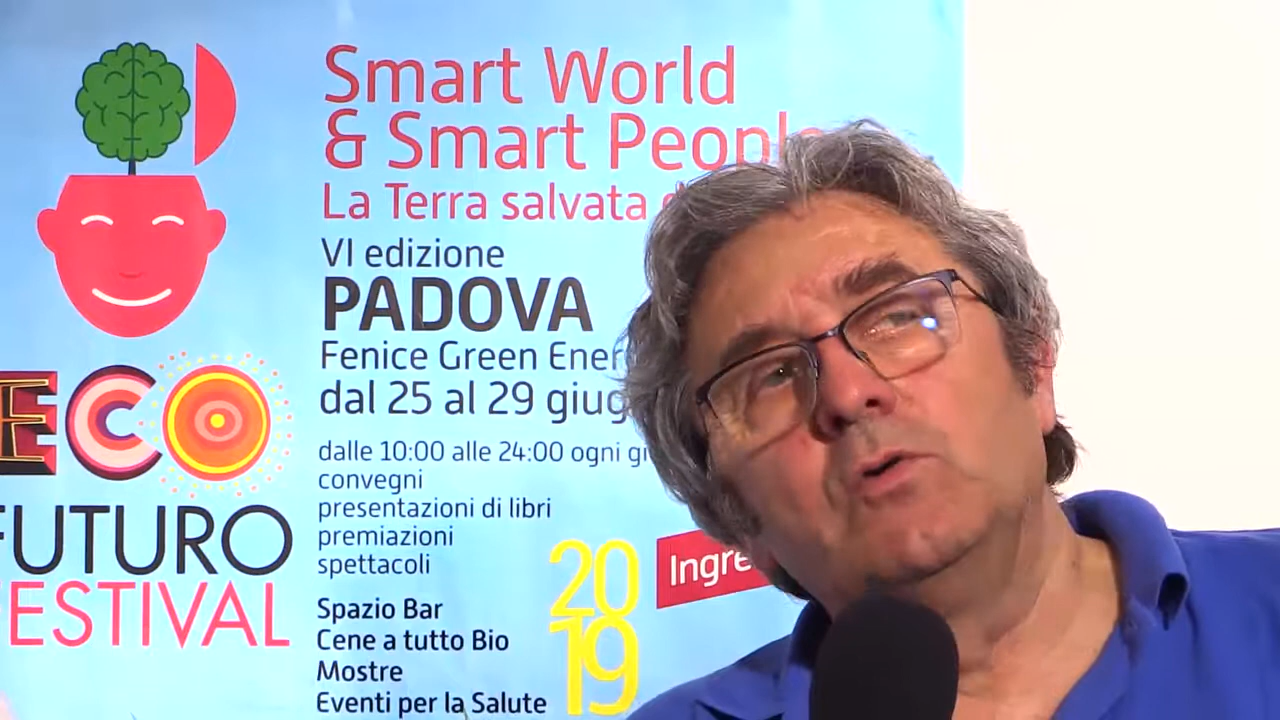 Smart World
& Smart People
La Terra salvata
VI edizione
PADOVA
Fenice Green
dal 25 al 29
dalle 10:00 alle 24:00 ogni
convegni
presentazioni di libri
premiazioni
spettacoli
2019
Spazio Bar
Cene a tutto Bio
Mostre
Eventi per la Salute
ECO
FUTURO
FESTIVAL